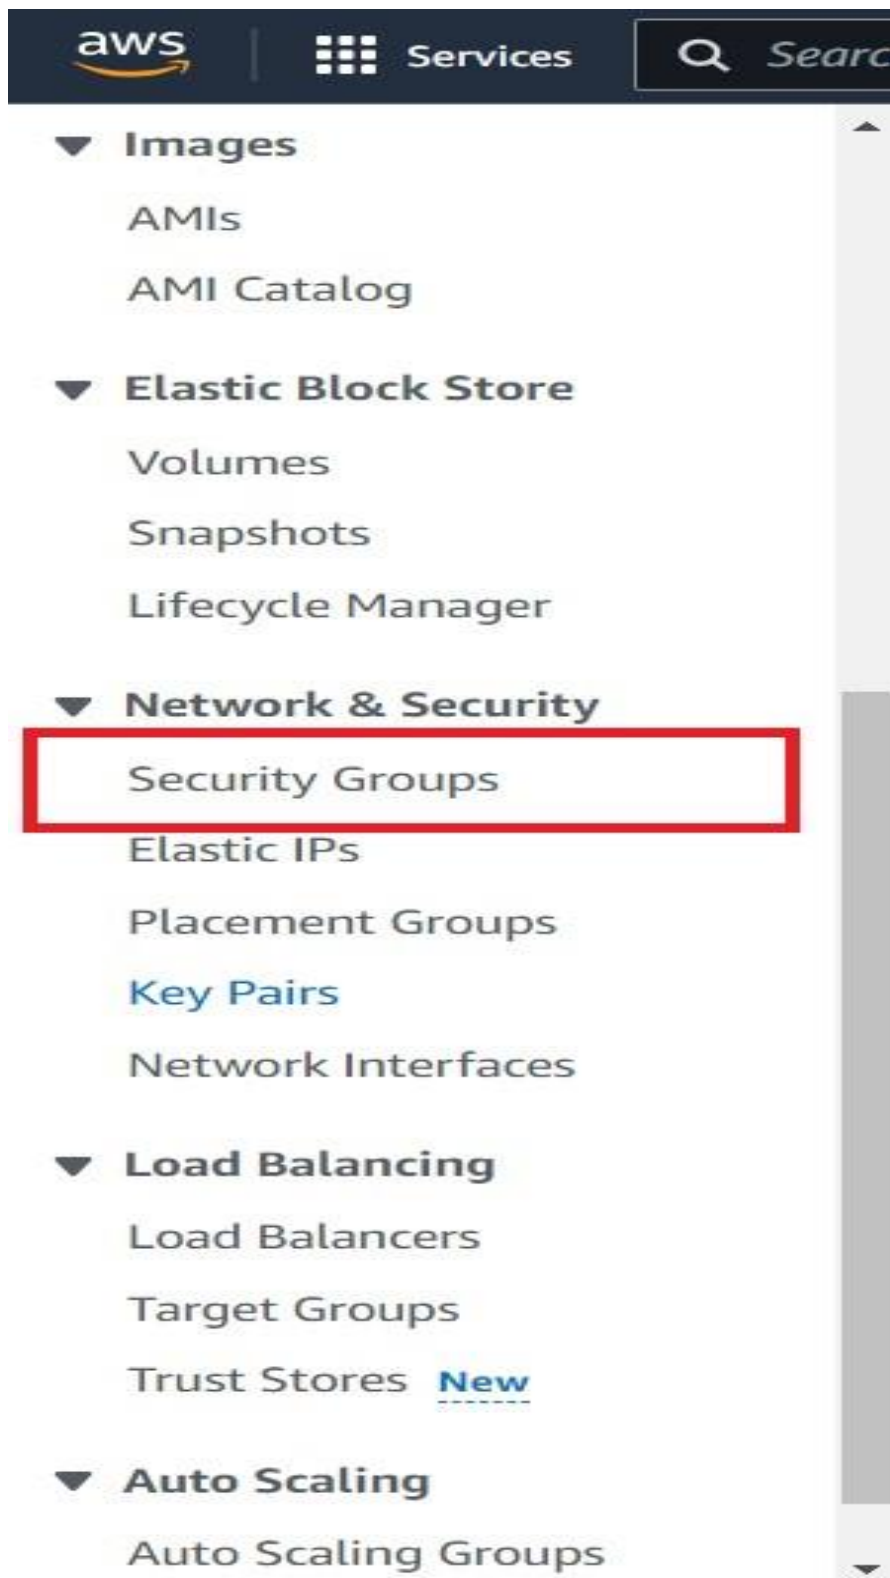 aws Services Searc
Images
AMIs
AMI Catalog
Elastic Block Store
Volumes
Snapshots
Lifecycle Manager
Network & Security
Security Groups
Elastic IPs
Placement Groups
Key Pairs
Network Interfaces
Load Balancing
Load Balancers
Target Groups
Trust Stores New
Auto Scaling
Auto Scaling Groups